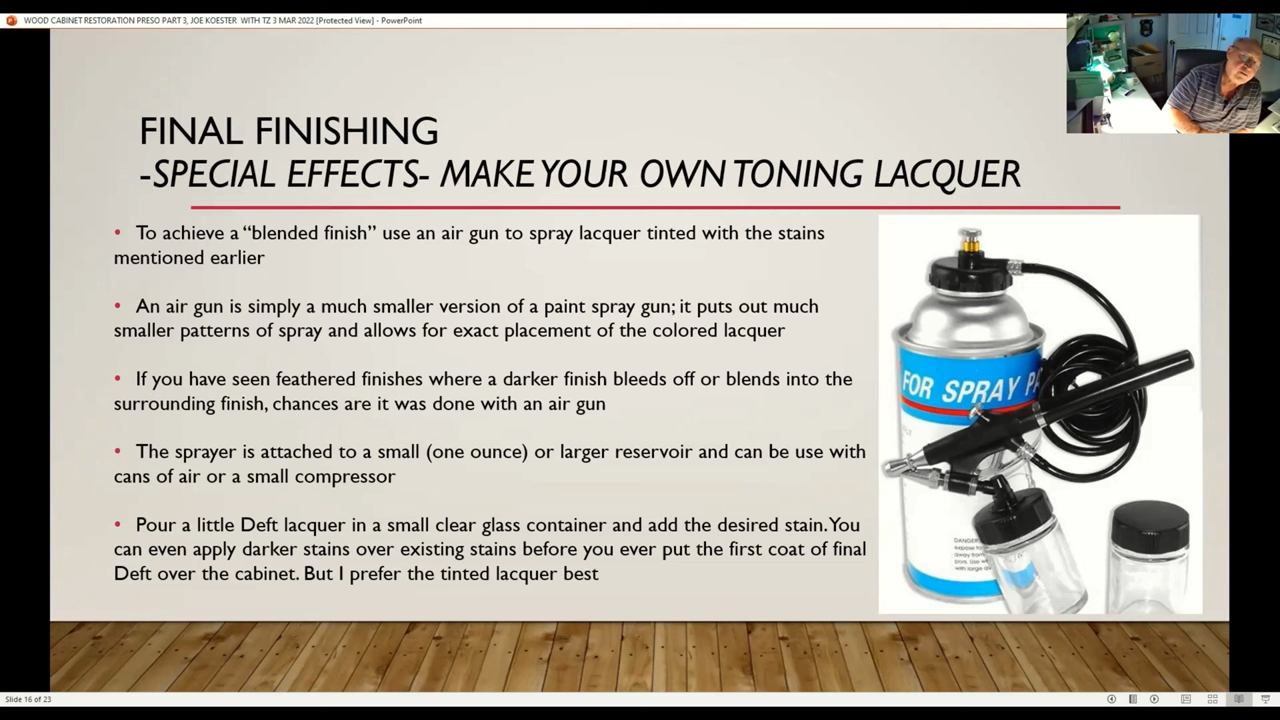 WOOD CABINET RESTORATION PRESO PART 3, JOE KOESTER WITH TZ 3 MAR 2022 [Protected View] - PowerPoint
FINAL FINISHING
-SPECIAL EFFECTS- MAKE YOUR OWN TONING LACQUER
• To achieve a “blended finish” use an air gun to spray lacquer tinted with the stains
mentioned earlier
• An air gun is simply a much smaller version of a paint spray gun; it puts out much
smaller patterns of spray and allows for exact placement of the colored lacquer
• If you have seen feathered finishes where a darker finish bleeds off or blends into the
surrounding finish, chances are it was done with an air gun
• The sprayer is attached to a small (one ounce) or larger reservoir and can be use with
cans of air or a small compressor
• Pour a little Deft lacquer in a small clear glass container and add the desired stain. You
can even apply darker stains over existing stains before you ever put the first coat of final
Deft over the cabinet. But I prefer the tinted lacquer best
FOR SPRAY PA
DANGER
Slide 16 of 23